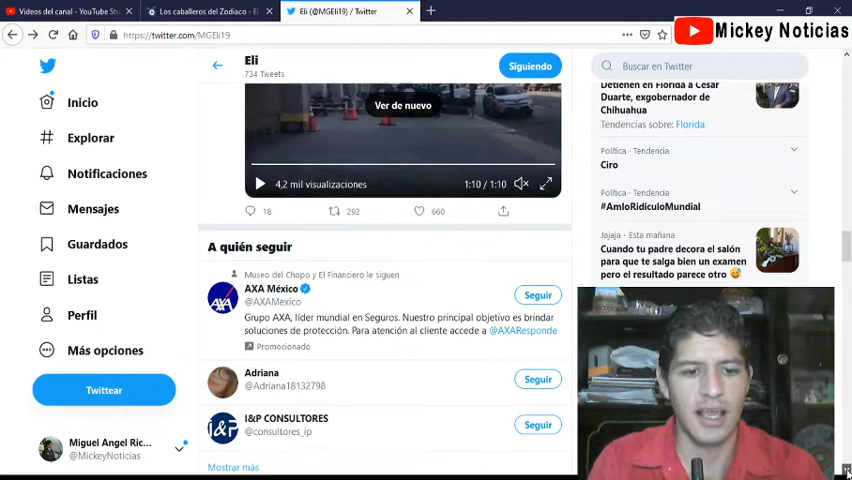 Videos del canal - YouTube Stu
Los caballeros del Zodiaco - El
Eli (@MGEli19) / Twitter
https://twitter.com/MGEli19
Mickey Noticias
Eli
734 Tweets
Siguiendo
Buscar en Twitter
Inicio
Explorar
Notificaciones
Mensajes
Guardados
Listas
Perfil
Más opciones
Twittear
Miguel Angel Ric...
@MickeyNoticias
Ver de nuevo
4,2 mil visualizaciones
1:10 / 1:10
18
292
660
A quién seguir
Museo del Chopo y El Financiero le siguen
AXA México
@AXAMexico
Seguir
Grupo AXA, líder mundial en Seguros. Nuestro principal objetivo es brindar
soluciones de protección. Para atención al cliente accede a @AXAResponde
Promocionado
AXA
Adriana
@Adriana18132798
Seguir
I&P
I&P CONSULTORES
@consultores_ip
Seguir
Mostrar más
Detienen en Florida a César
Duarte, exgobernador de
Chihuahua
Tendencias sobre: Florida
Política · Tendencia
Ciro
Política · Tendencia
#AmloRidiculoMundial
Jajaja · Esta mañana
Cuando tu padre decora el salón
para que te salga bien un examen
pero el resultado parece otro 😅